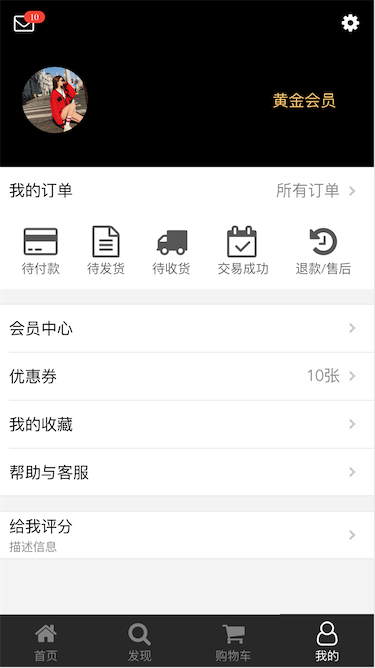 10
黄金会员
我的订单 所有订单
待付款 待发货 待收货 交易成功 退款/售后
会员中心
优惠券 10张
我的收藏
帮助与客服
给我评分
描述信息
首页 发现 购物车 我的